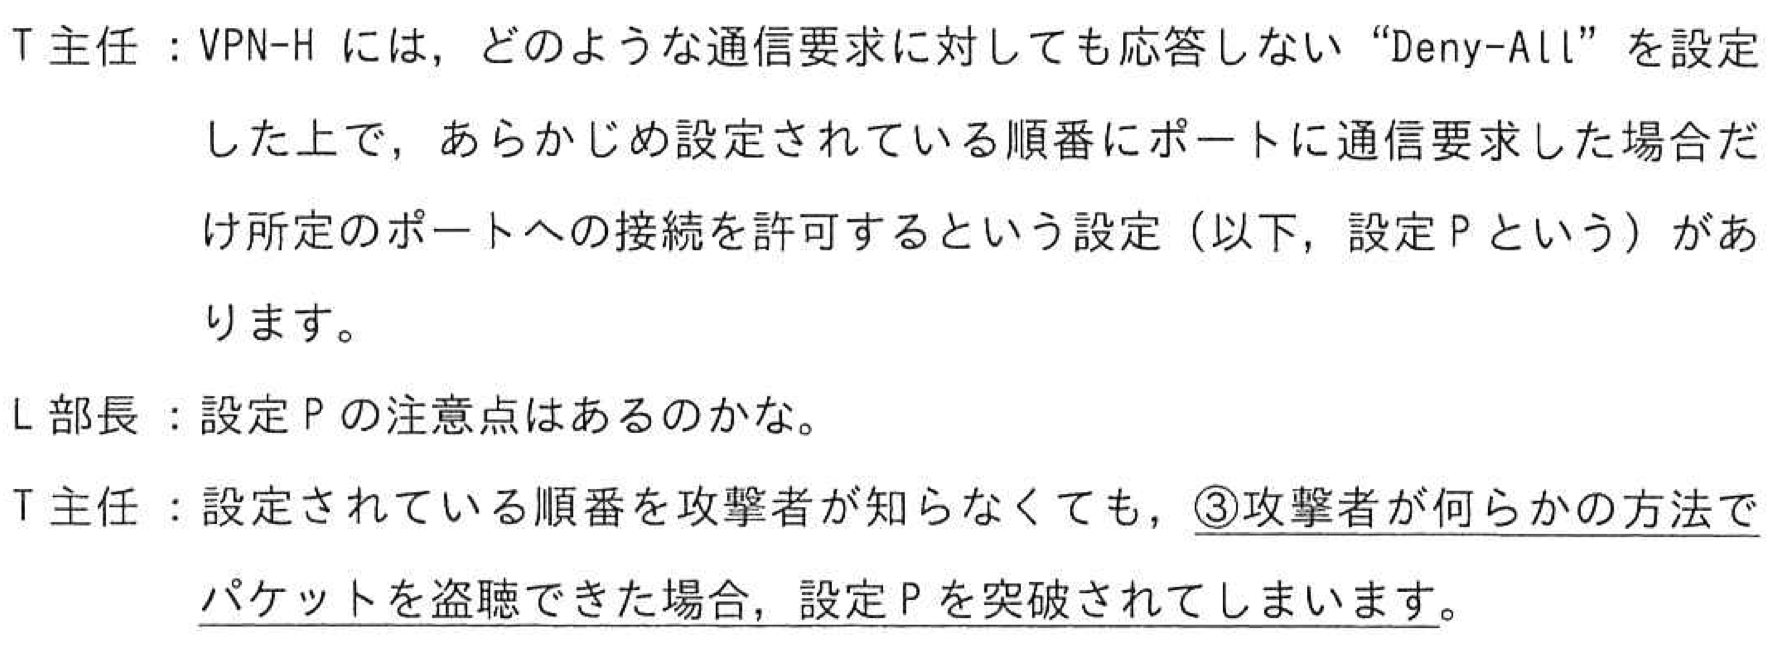 T 主任 ：VPN-H には，どのような通信要求に対しても応答しない “Deny-All” を設定
した上で，あらかじめ設定されている順番にポートに通信要求した場合だ
け所定のポートへの接続を許可するという設定（以下，設定 P という）があ
ります。
L 部長 ：設定 P の注意点はあるのかな。
T 主任 ：設定されている順番を攻撃者が知らなくても，③攻撃者が何らかの方法で
パケットを盗聴できた場合，設定 P を突破されてしまいます。